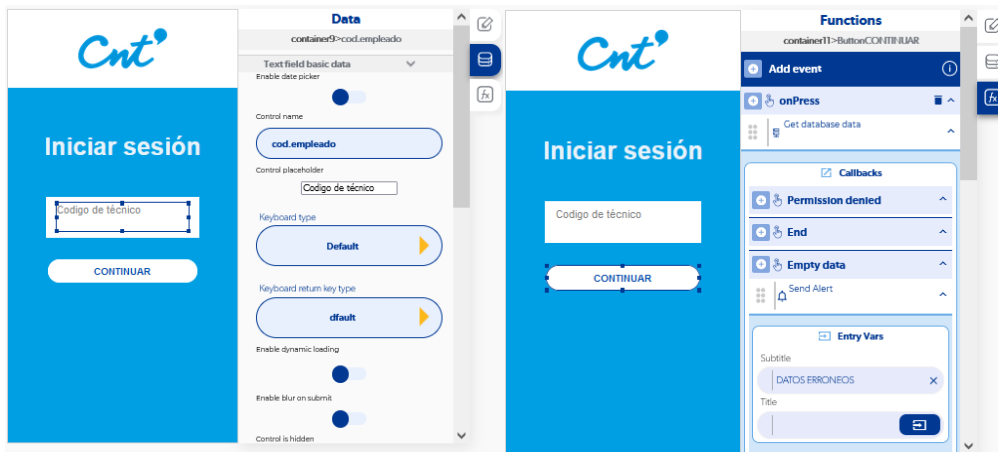 Cnt
Iniciar sesión
Codigo de técnico
CONTINUAR
Data
container9>cod.empleado
Text field basic data
Enable date picker
Control name
cod.empleado
Control placeholder
Codigo de técnico
Keyboard type
Default
Keyboard return key type
dfault
Enable dynamic loading
Enable blur on submit
Control is hidden
fx
Cnt
Iniciar sesión
Codigo de técnico
CONTINUAR
Functions
container11>ButtonCONTINUAR
Add event
onPress
Get database data
Callbacks
Permission denied
End
Empty data
Send Alert
Entry Vars
Subtitle
DATOS ERRONEOS
Title
fx